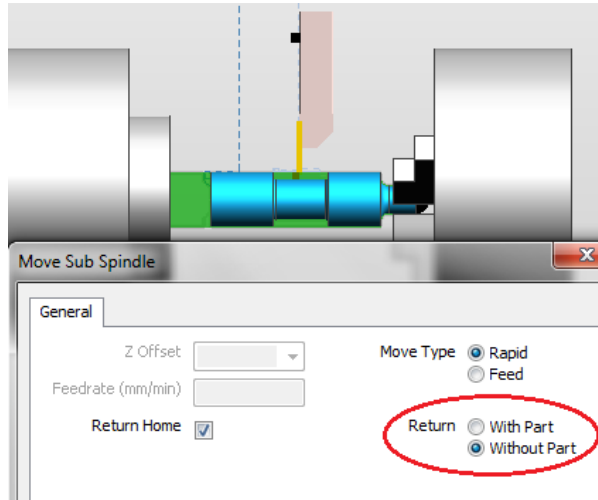 Move Sub Spindle
X
General
Z Offset
Feedrate (mm/min)
Return Home
Move Type
Rapid
Feed
Return
With Part
Without Part